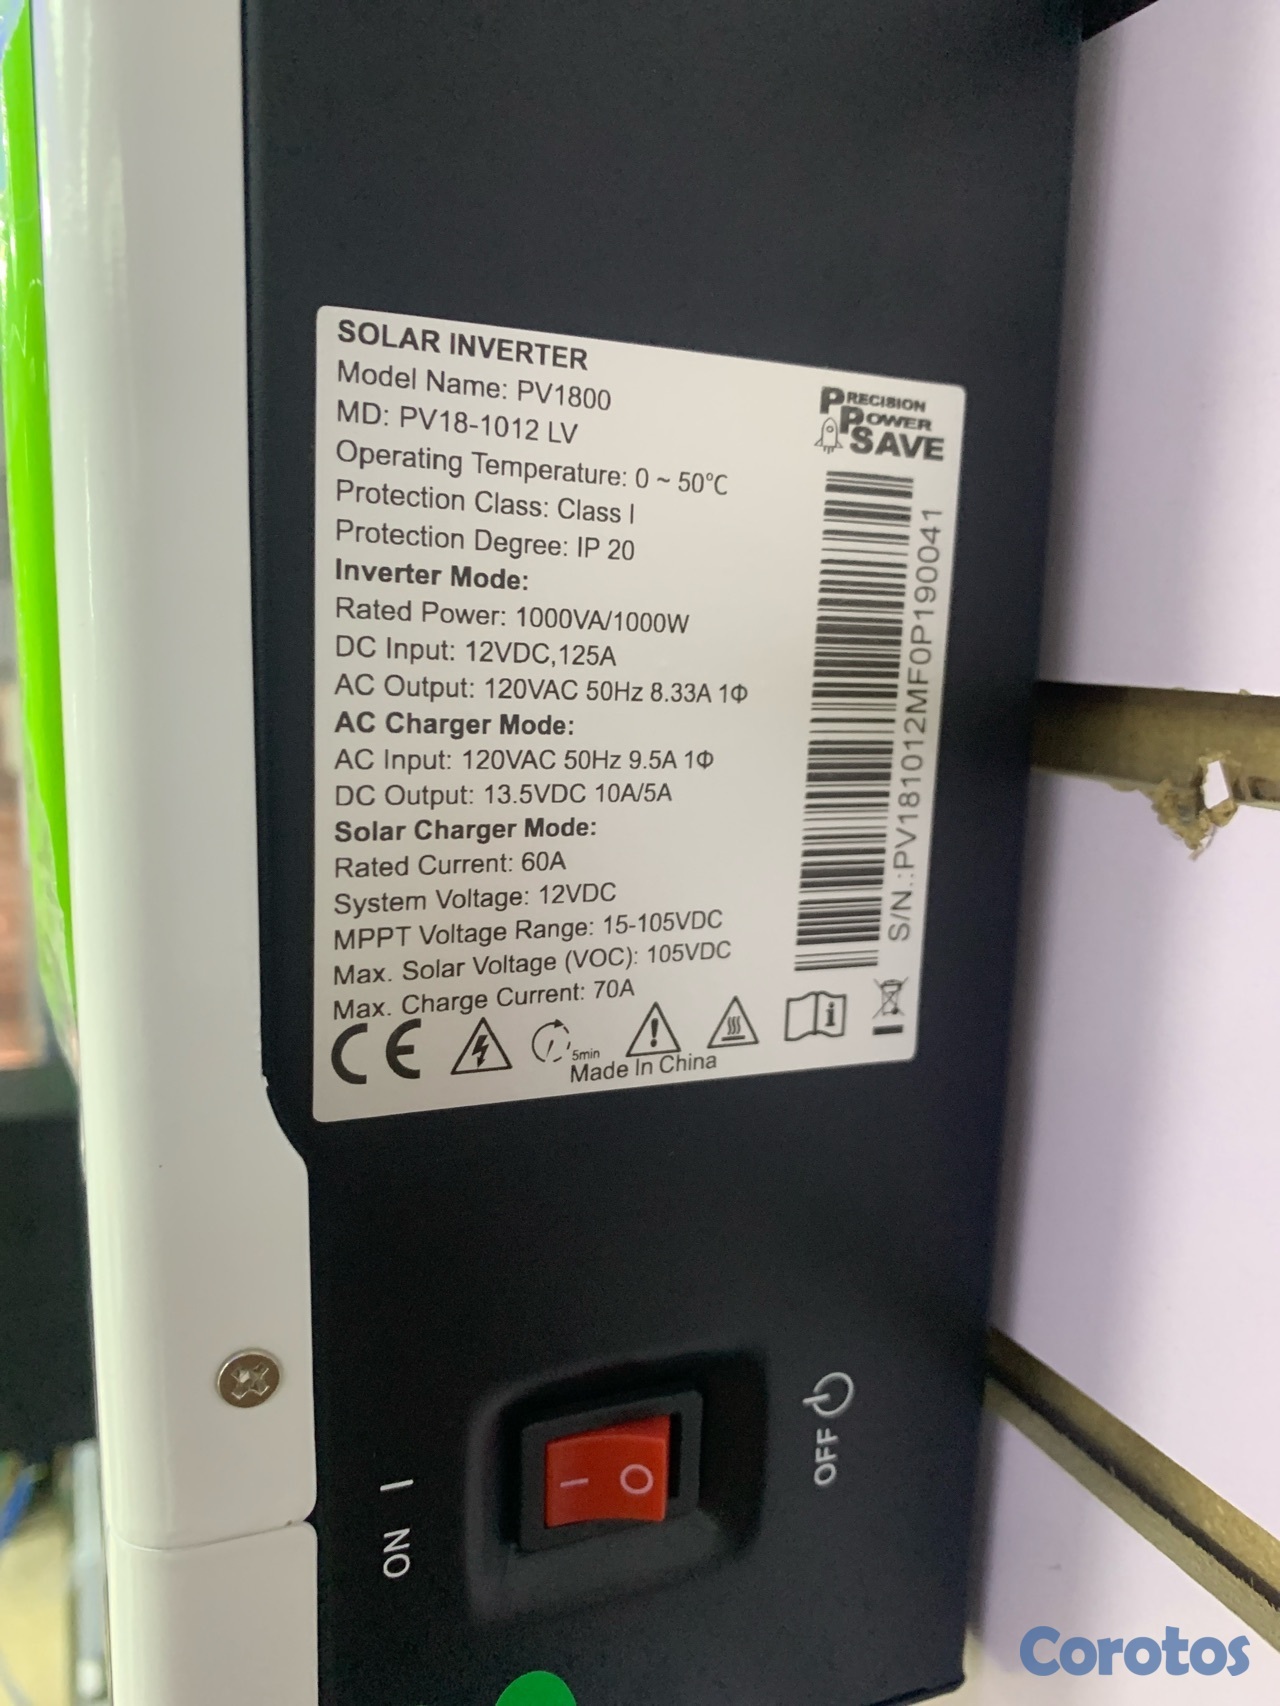 SOLAR INVERTER
Model Name: PV1800
MD: PV18-1012 LV
Operating Temperature: 0 ~ 50°C
Protection Class: Class I
Protection Degree: IP 20
Inverter Mode:
Rated Power: 1000VA/1000W
DC Input: 12VDC,125A
AC Output: 120VAC 50Hz 8.33A 1Φ
AC Charger Mode:
AC Input: 120VAC 50Hz 9.5A 1Φ
DC Output: 13.5VDC 10A/5A
Solar Charger Mode:
Rated Current: 60A
System Voltage: 12VDC
MPPT Voltage Range: 15-105VDC
Max. Solar Voltage (VOC): 105VDC
Max. Charge Current: 70A
CE
5min
Made In China
PRECISION
POWER
SAVE
S/N.:PV181012MF0P190041
ON I
I O
OFF
Corotos